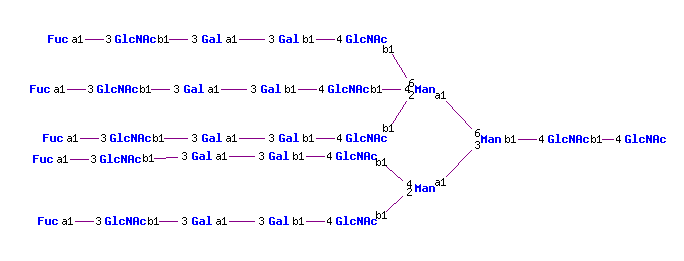 Fuc a1 3 GlcNAc b1 3 Gal a1 3 Gal b1 4 GlcNAc
b1
Fuc a1 3 GlcNAc b1 3 Gal a1 3 Gal b1 4 GlcNAc b1 4 6 2 Man a1
b1
Fuc a1 3 GlcNAc b1 3 Gal a1 3 Gal b1 4 GlcNAc
6 3 Man b1 4 GlcNAc b1 4 GlcNAc
Fuc a1 3 GlcNAc b1 3 Gal a1 3 Gal b1 4 GlcNAc
b1
4 2 Man a1
b1
Fuc a1 3 GlcNAc b1 3 Gal a1 3 Gal b1 4 GlcNAc